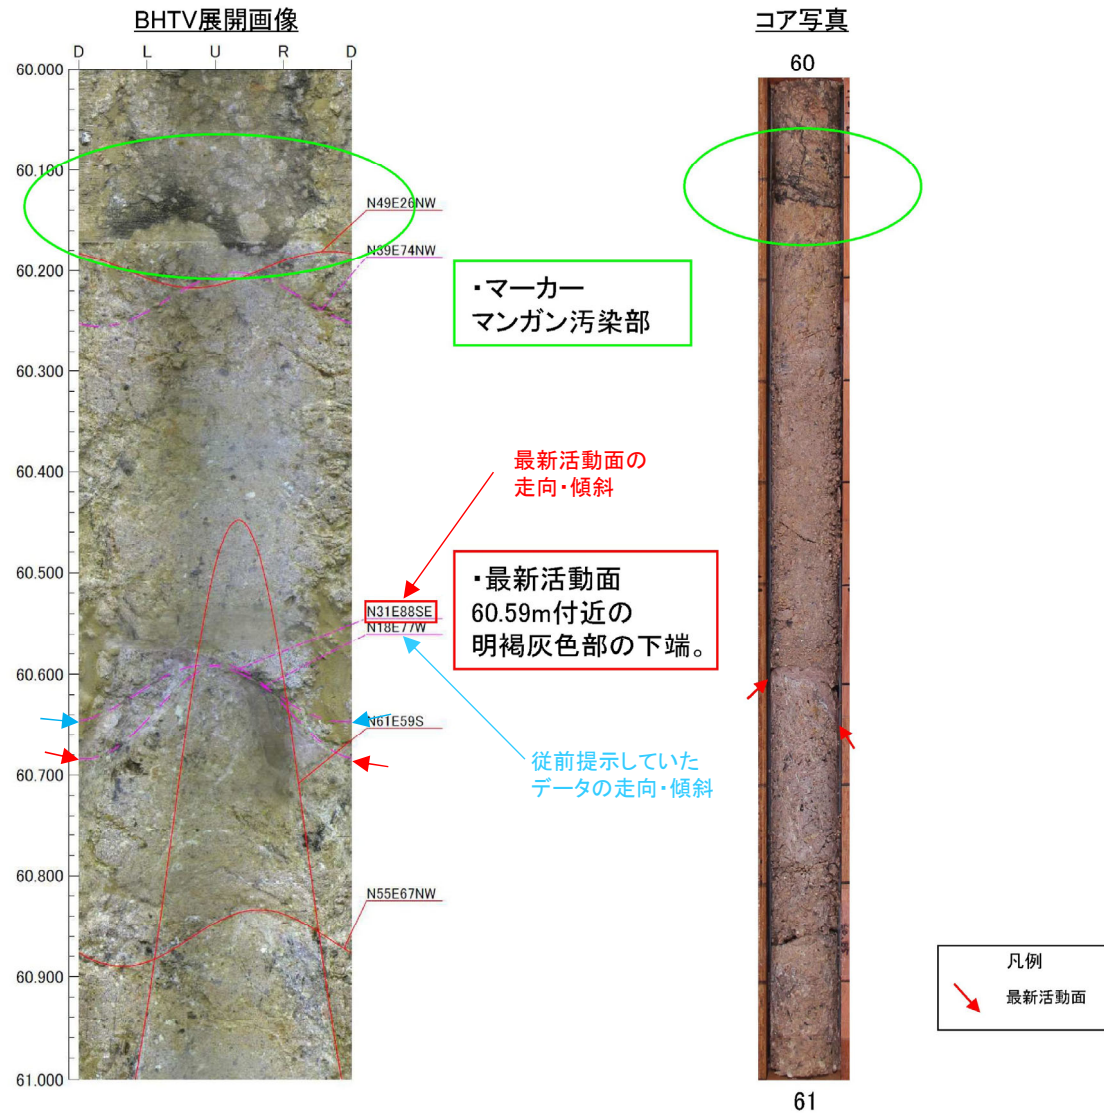 BHTV展開画像
コア写真
D L U R D
60
60.000
60.100
N49E26NW
60.200
N39E74NW
・マーカー
マンガン汚染部
60.300
60.400
最新活動面の
走向・傾斜
60.500
・最新活動面
60.59m付近の
明褐灰色部の下端。
N31E88SE
N18E77W
60.600
N61E59S
60.700
従前提示していた
データの走向・傾斜
60.800
N55E67NW
60.900
凡例
最新活動面
61.000
61